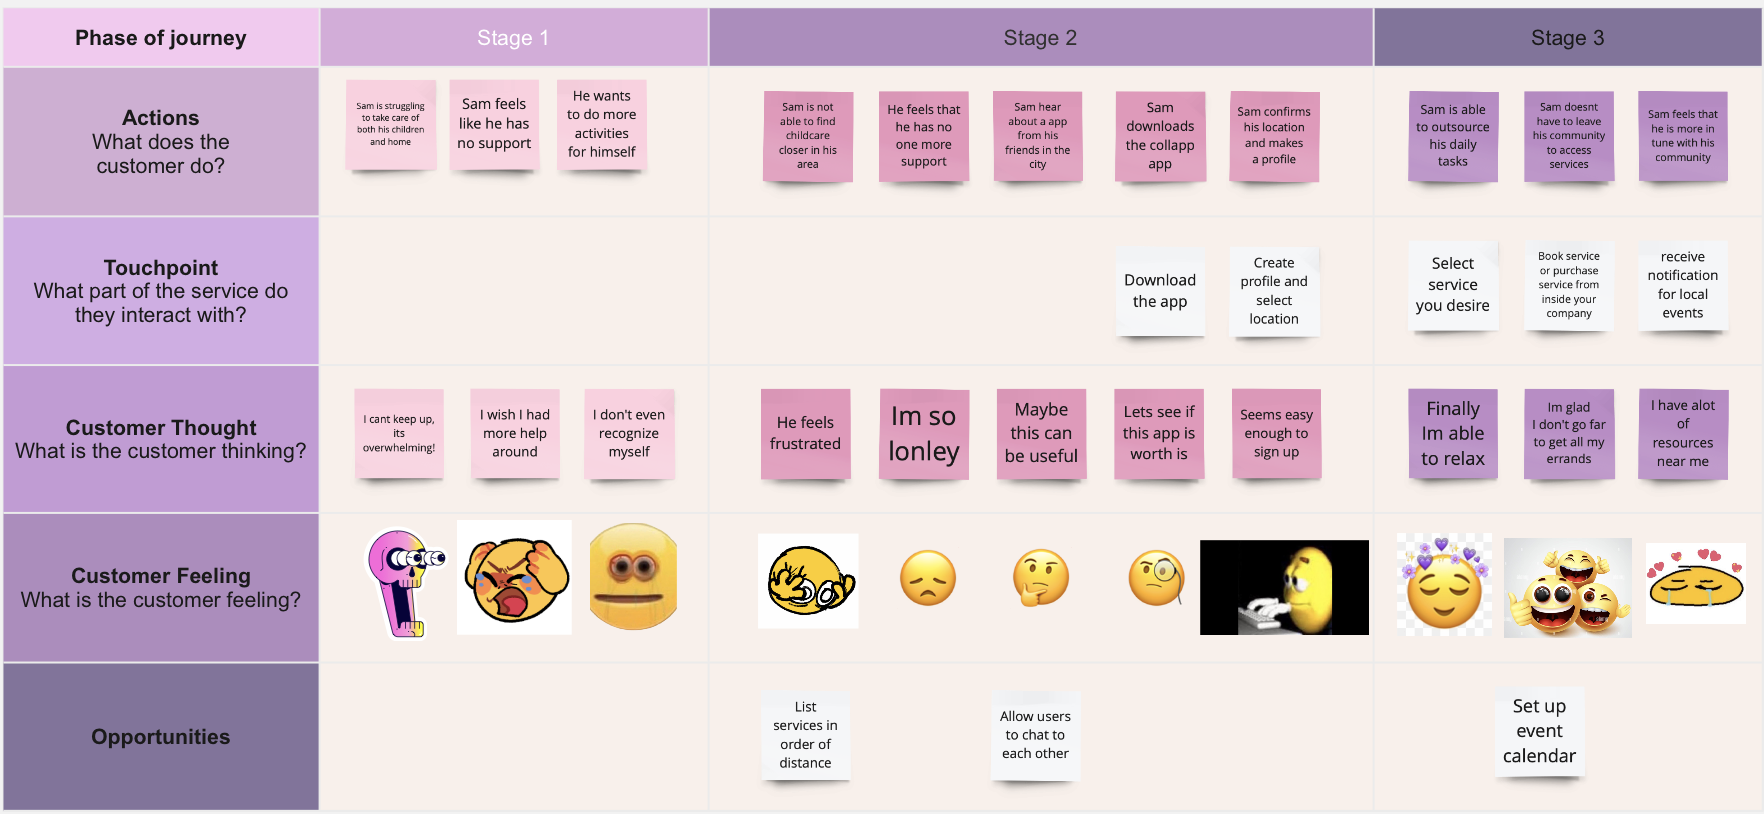 Phase of journey
Stage 1
Stage 2
Stage 3
Actions
What does the
customer do?
Sam is struggling
to take care of
both his children
and home
Sam feels
like he has
no support
He wants
to do more
activities
for himself
Sam is not
able to find
childcare
closer in his
area
He feels that
he has no
one more
support
Sam hear
about a app
from his
friends in the
city
Sam
downloads
the collapp
app
Sam confirms
his location
and makes
a profile
Sam is able
to outsource
his daily
tasks
Sam doesnt
have to leave
his community
to access
services
Sam feels that
he is more in
tune with his
community
Touchpoint
What part of the service do
they interact with?
Download
the app
Create
profile and
select
location
Select
service
you desire
Book service
or purchase
service from
inside your
company
receive
notification
for local
events
Customer Thought
What is the customer thinking?
I cant keep up,
its
overwhelming!
I wish I had
more help
around
I don't even
recognize
myself
He feels
frustrated
Im so
lonley
Maybe
this can
be useful
Lets see if
this app is
worth is
Seems easy
enough to
sign up
Finally
Im able
to relax
Im glad
I don't go far
to get all my
errands
I have alot
of
resources
near me
Customer Feeling
What is the customer feeling?
Opportunities
List
services in
order of
distance
Allow users
to chat to
each other
Set up
event
calendar